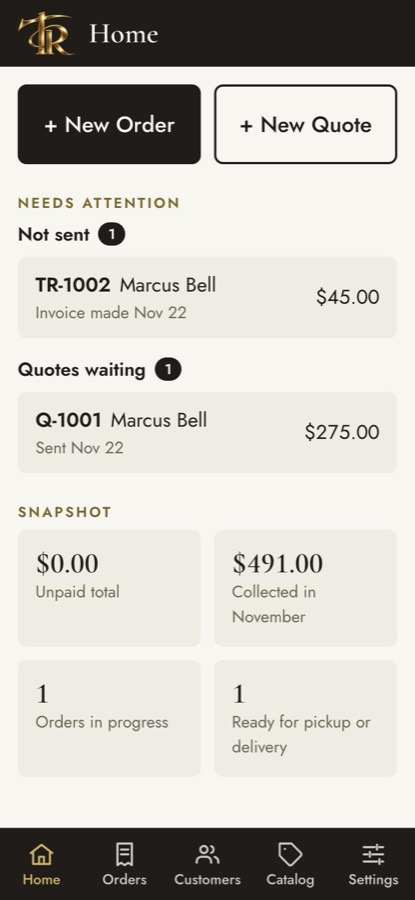 TR Home
+ New Order
+ New Quote
NEEDS ATTENTION
Not sent 1
TR-1002 Marcus Bell
$45.00
Invoice made Nov 22
Quotes waiting 1
Q-1001 Marcus Bell
$275.00
Sent Nov 22
SNAPSHOT
$0.00
Unpaid total
$491.00
Collected in
November
1
Orders in progress
1
Ready for pickup or
delivery
Home
Orders
Customers
Catalog
Settings